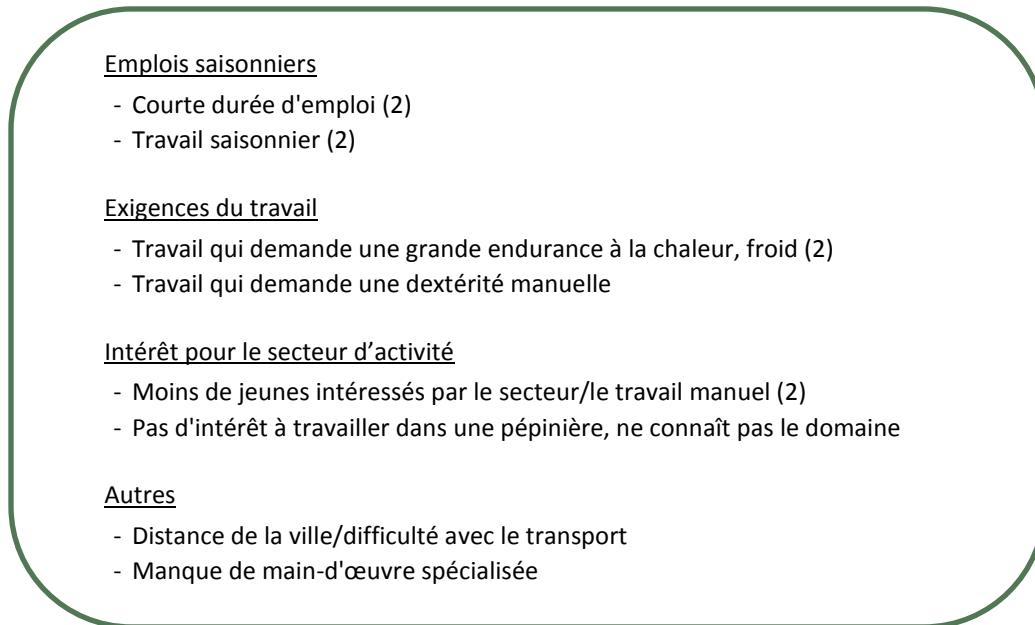 Emplois saisonniers
- Courte durée d'emploi (2)
- Travail saisonnier (2)
Exigences du travail
- Travail qui demande une grande endurance à la chaleur, froid (2)
- Travail qui demande une dextérité manuelle
Intérêt pour le secteur d’activité
- Moins de jeunes intéressés par le secteur/le travail manuel (2)
- Pas d'intérêt à travailler dans une pépinière, ne connaît pas le domaine
Autres
- Distance de la ville/difficulté avec le transport
- Manque de main-d'œuvre spécialisée